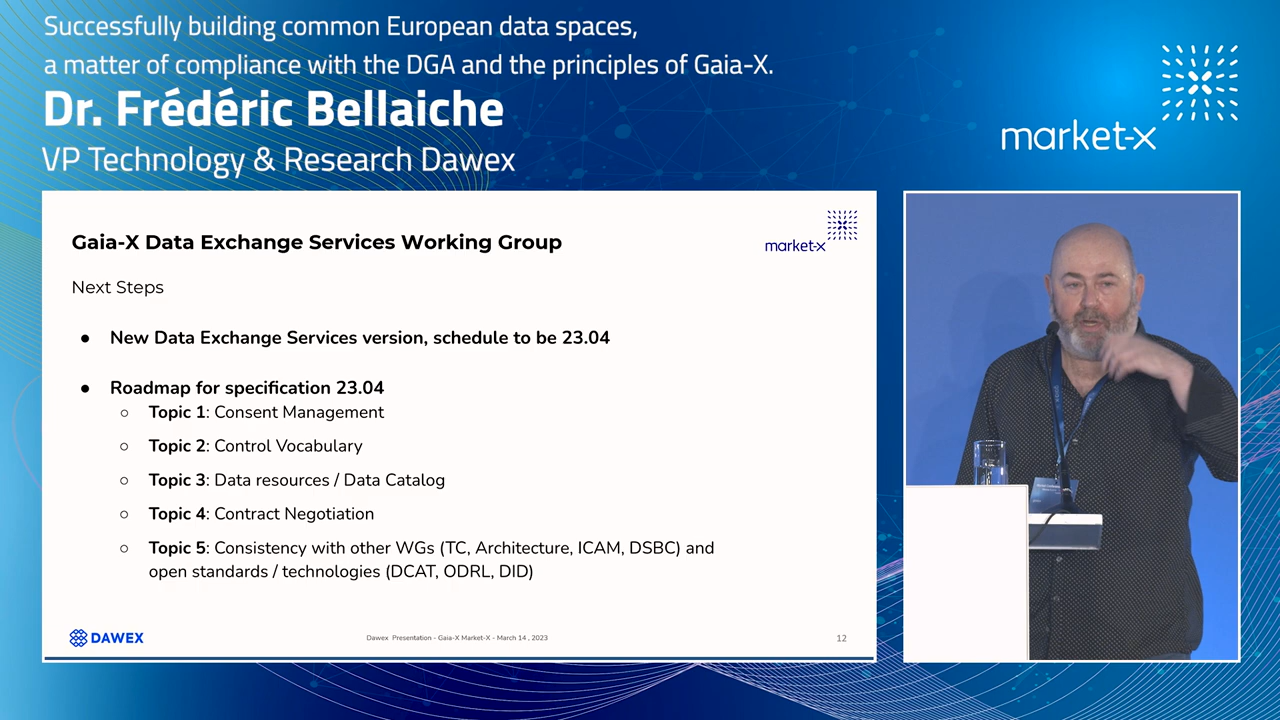 Successfully building common European data spaces,
a matter of compliance with the DGA and the principles of Gaia-X.
Dr. Frédéric Bellaiche
VP Technology & Research Dawex
market-x
Gaia-X Data Exchange Services Working Group
market-x
Next Steps
● New Data Exchange Services version, schedule to be 23.04
● Roadmap for specification 23.04
○ Topic 1: Consent Management
○ Topic 2: Control Vocabulary
○ Topic 3: Data resources / Data Catalog
○ Topic 4: Contract Negotiation
○ Topic 5: Consistency with other WGs (TC, Architecture, ICAM, DSBC) and
open standards / technologies (DCAT, ODRL, DID)
DAWEX
Dawex Presentation - Gaia-X Market-X - March 14 , 2023
12